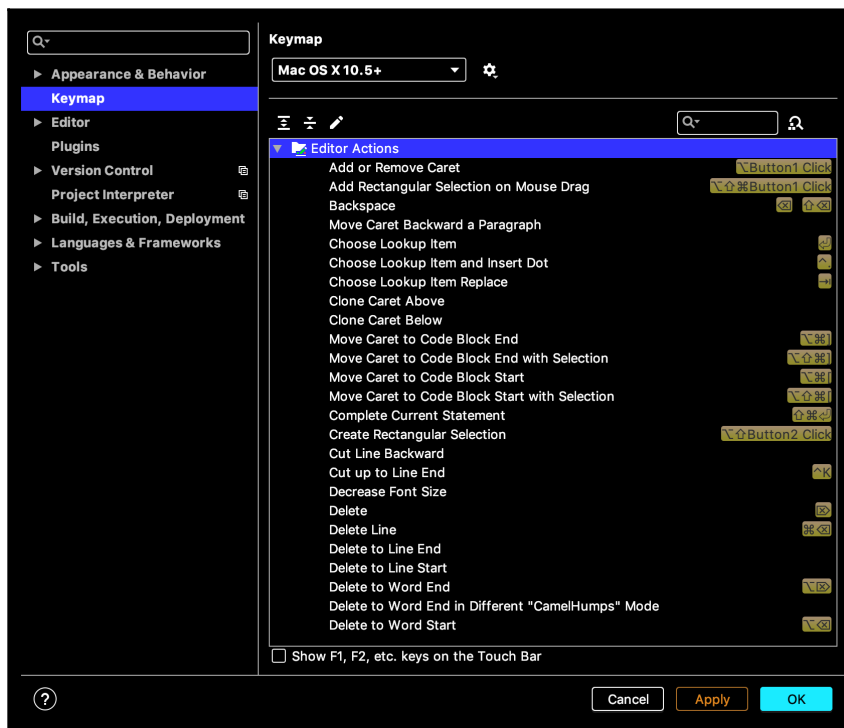 Appearance & Behavior
Keymap
Editor
Plugins
Version Control
Project Interpreter
Build, Execution, Deployment
Languages & Frameworks
Tools
Keymap
Mac OS X 10.5+
Editor Actions
Add or Remove Caret ⌥Button1 Click
Add Rectangular Selection on Mouse Drag ⌥⇧⌘Button1 Click
Backspace ⌫ ⇧⌫
Move Caret Backward a Paragraph
Choose Lookup Item ⏎
Choose Lookup Item and Insert Dot ^.
Choose Lookup Item Replace ⇥
Clone Caret Above
Clone Caret Below
Move Caret to Code Block End ⌥⌘]
Move Caret to Code Block End with Selection ⌥⇧⌘]
Move Caret to Code Block Start ⌥⌘[
Move Caret to Code Block Start with Selection ⌥⇧⌘[
Complete Current Statement ⇧⌘⏎
Create Rectangular Selection ⌥⇧Button2 Click
Cut Line Backward
Cut up to Line End ^K
Decrease Font Size
Delete ⌦
Delete Line ⌘⌫
Delete to Line End
Delete to Line Start
Delete to Word End ⌥⌦
Delete to Word End in Different "CamelHumps" Mode
Delete to Word Start ⌥⌫
Show F1, F2, etc. keys on the Touch Bar
? Cancel Apply OK